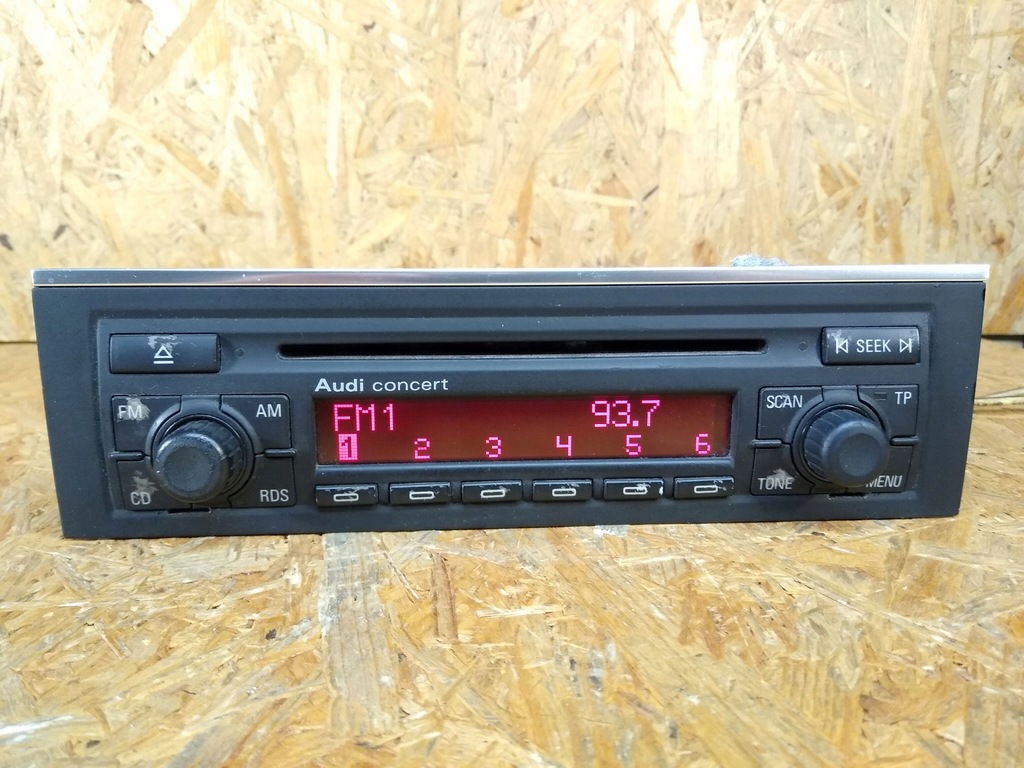 SEEK
Audi concert
FM AM
FM1 93.7
SCAN TP
1 2 3 4 5 6
CD RDS
TONE MENU